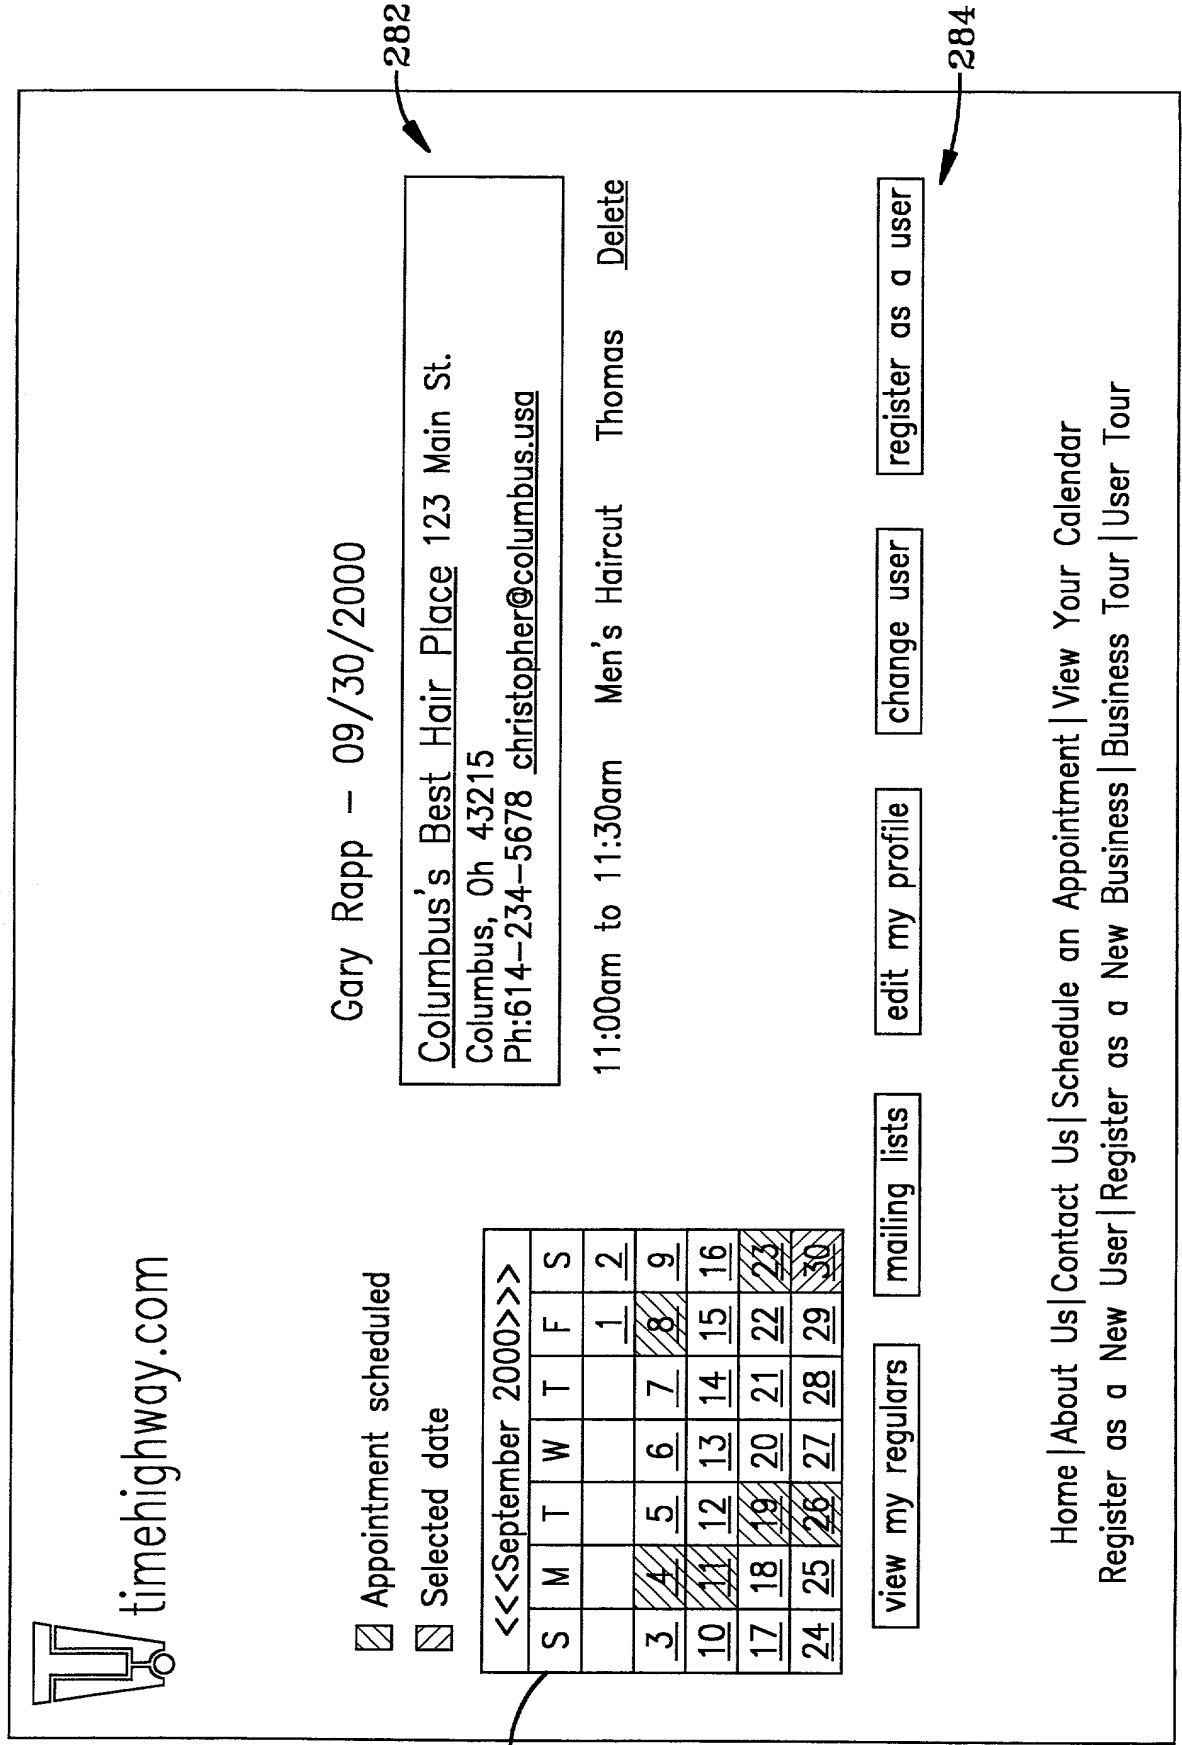 timehighway.com
Appointment scheduled
Selected date
<<<September 2000>>>
S M T W T F S
1 2
3 4 5 6 7 8 9
10 11 12 13 14 15 16
17 18 19 20 21 22 23
24 25 26 27 28 29 30
Gary Rapp – 09/30/2000
Columbus's Best Hair Place 123 Main St.
Columbus, Oh 43215
Ph:614–234–5678 christopher@columbus.usa
11:00am to 11:30am Men's Haircut Thomas Delete
282
view my regulars mailing lists edit my profile change user register as a user
284
Home|About Us|Contact Us|Schedule an Appointment|View Your Calendar
Register as a New User|Register as a New Business|Business Tour|User Tour